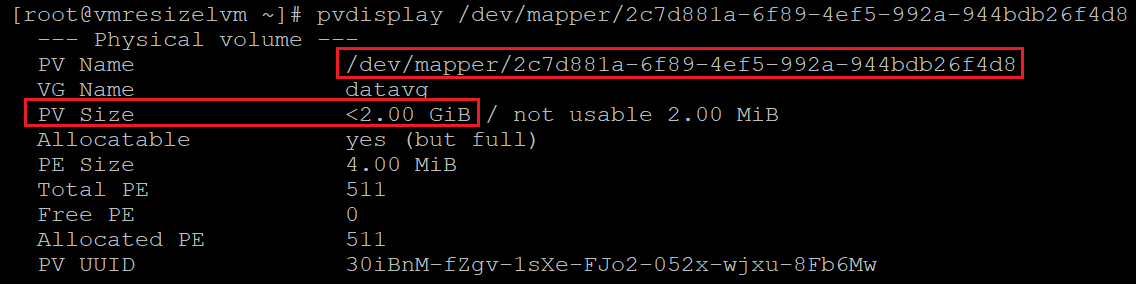 [root@vmresizelvm ~]# pvdisplay /dev/mapper/2c7d881a-6f89-4ef5-992a-944bdb26f4d8
--- Physical volume ---
PV Name /dev/mapper/2c7d881a-6f89-4ef5-992a-944bdb26f4d8
VG Name datavg
PV Size <2.00 GiB / not usable 2.00 MiB
Allocatable yes (but full)
PE Size 4.00 MiB
Total PE 511
Free PE 0
Allocated PE 511
PV UUID 30iBnM-fZgv-1sXe-FJo2-052x-wjxu-8Fb6Mw